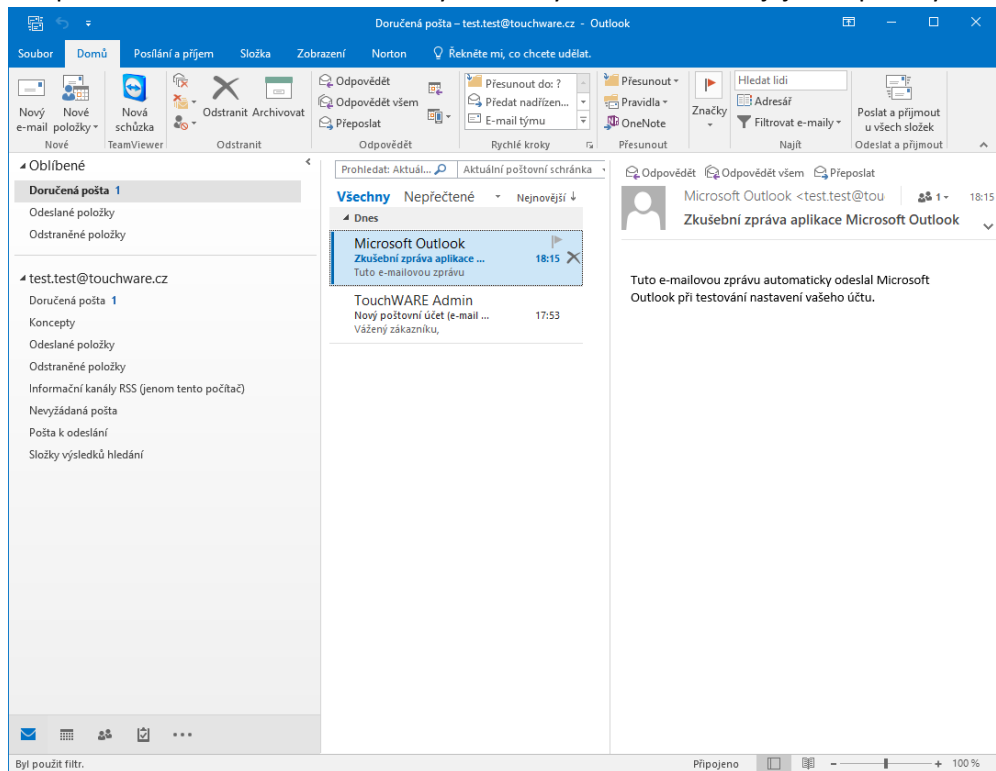 Doručená pošta – test.test@touchware.cz - Outlook
Soubor Domů Posílání a příjem Složka Zobrazení Norton Řekněte mi, co chcete udělat.
Nový e-mail
Nové položky
Nové
Nová schůzka
TeamViewer
Odstranit Archivovat
Odstranit
Odpovědět
Odpovědět všem
Přeposlat
Odpovědět
Přesunout do: ?
Předat nadřízen...
E-mail týmu
Rychlé kroky
Přesunout
Pravidla
OneNote
Přesunout
Značky
Hledat lidi
Adresář
Filtrovat e-maily
Najít
Poslat a přijmout
u všech složek
Odeslat a přijmout
Oblíbené
Doručená pošta 1
Odeslané položky
Odstraněné položky
test.test@touchware.cz
Doručená pošta 1
Koncepty
Odeslané položky
Odstraněné položky
Informační kanály RSS (jenom tento počítač)
Nevyžádaná pošta
Pošta k odeslání
Složky výsledků hledání
Prohledat: Aktuál... Aktuální poštovní schránka
Všechny Nepřečtené Nejnovější ↓
Dnes
Microsoft Outlook
Zkušební zpráva aplikace ... 18:15
Tuto e-mailovou zprávu
TouchWARE Admin
Nový poštovní účet (e-mail ... 17:53
Vážený zákazníku,
Odpovědět Odpovědět všem Přeposlat
Microsoft Outlook <test.test@tou 1 18:15
Zkušební zpráva aplikace Microsoft Outlook
Tuto e-mailovou zprávu automaticky odeslal Microsoft
Outlook při testování nastavení vašeho účtu.
Byl použit filtr.
Připojeno
100 %